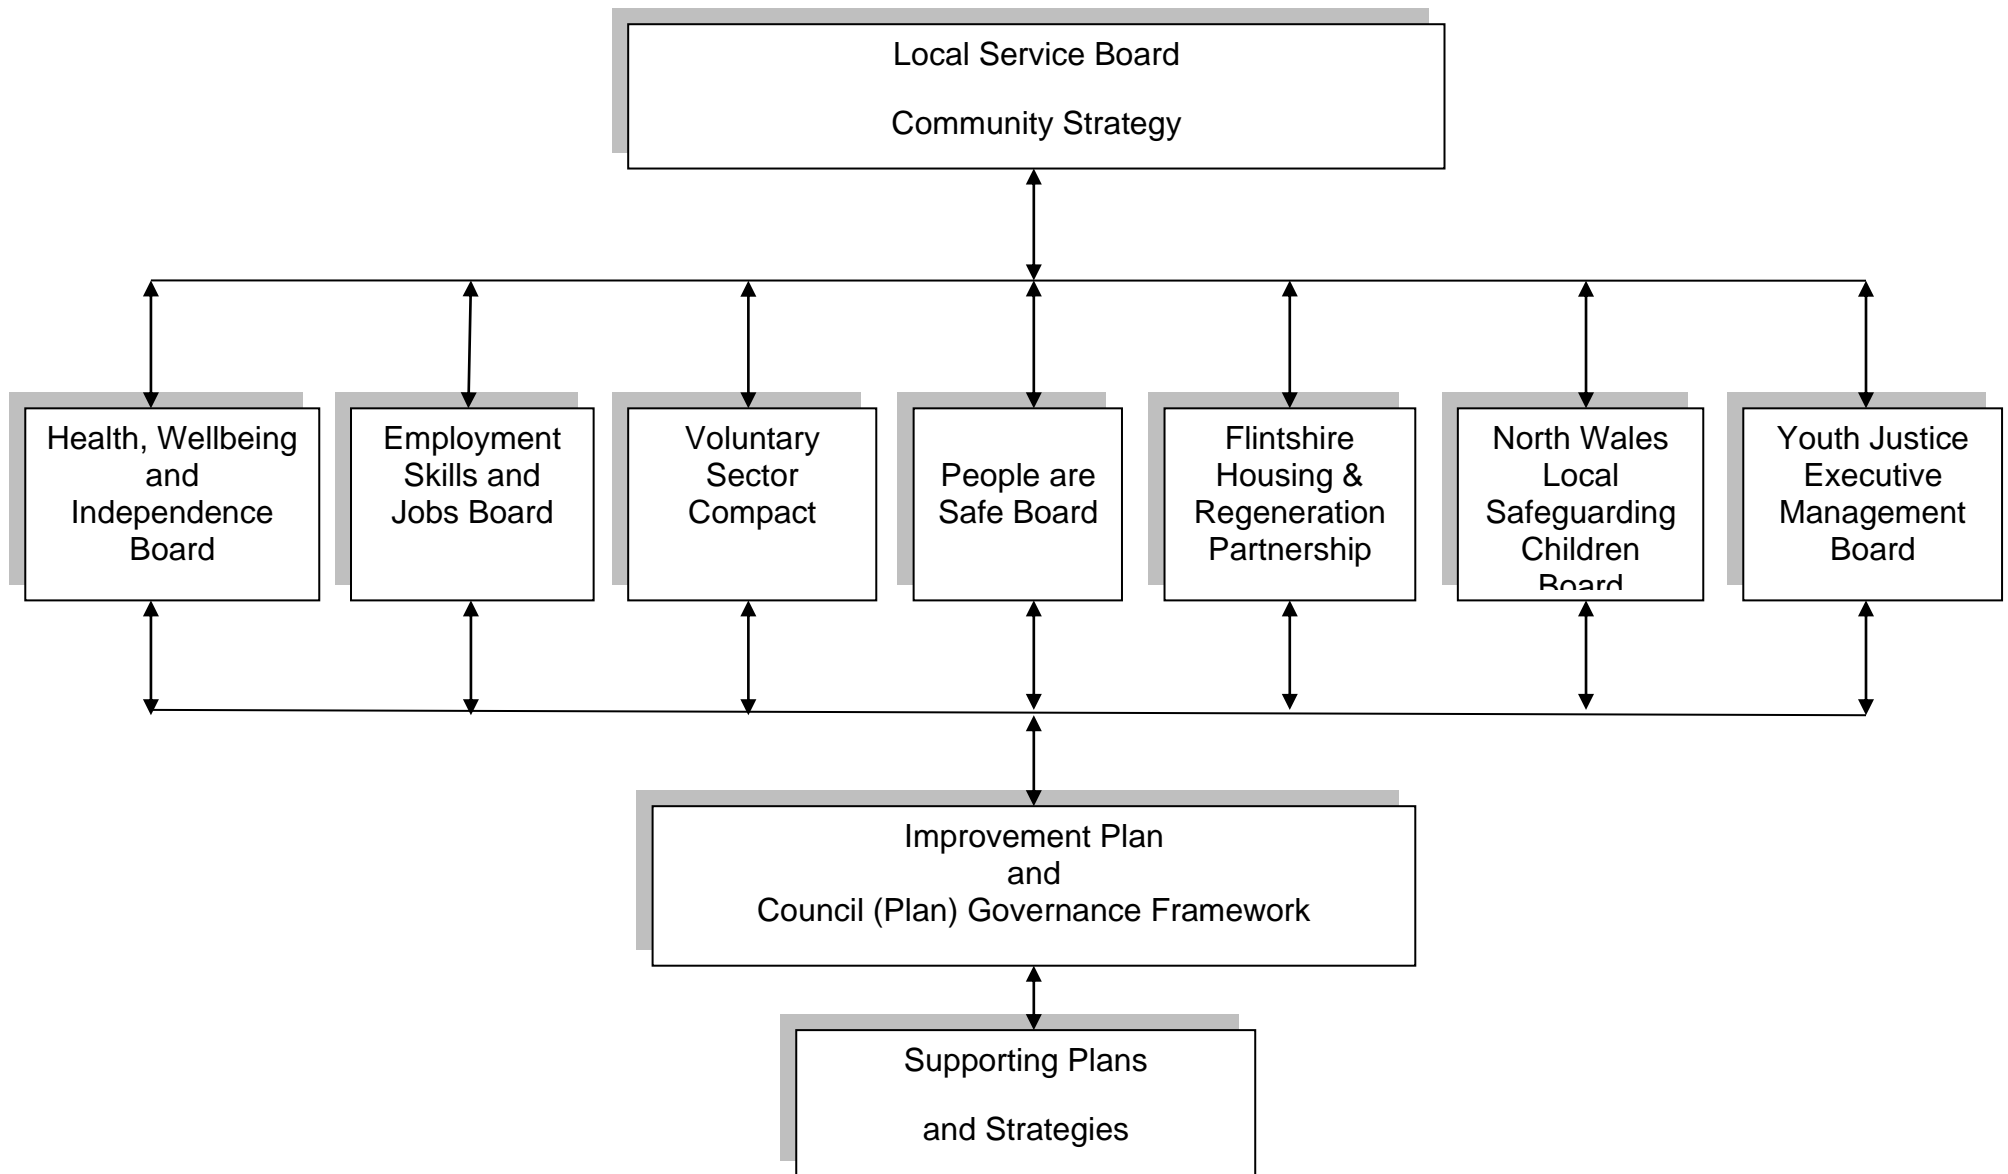 Local Service Board
Community Strategy
Health, Wellbeing
and
Independence
Board
Employment
Skills and
Jobs Board
Voluntary
Sector
Compact
People are
Safe Board
Flintshire
Housing &
Regeneration
Partnership
North Wales
Local
Safeguarding
Children
Board
Youth Justice
Executive
Management
Board
Improvement Plan
and
Council (Plan) Governance Framework
Supporting Plans
and Strategies